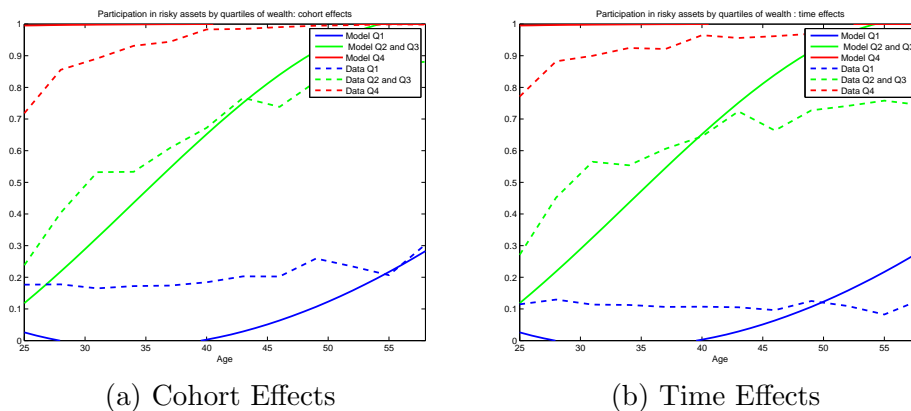 Participation in risky assets by quartiles of wealth: cohort effects
1
0.9
0.8
0.7
0.6
0.5
0.4
0.3
0.2
0.1
0
25
30
35
40
45
50
55
Age
Model Q1
Model Q2 and Q3
Model Q4
Data Q1
Data Q2 and Q3
Data Q4
(a) Cohort Effects
Participation in risky assets by quartiles of wealth : time effects
1
0.9
0.8
0.7
0.6
0.5
0.4
0.3
0.2
0.1
0
25
30
35
40
45
50
55
Age
Model Q1
Model Q2 and Q3
Model Q4
Data Q1
Data Q2 and Q3
Data Q4
(b) Time Effects